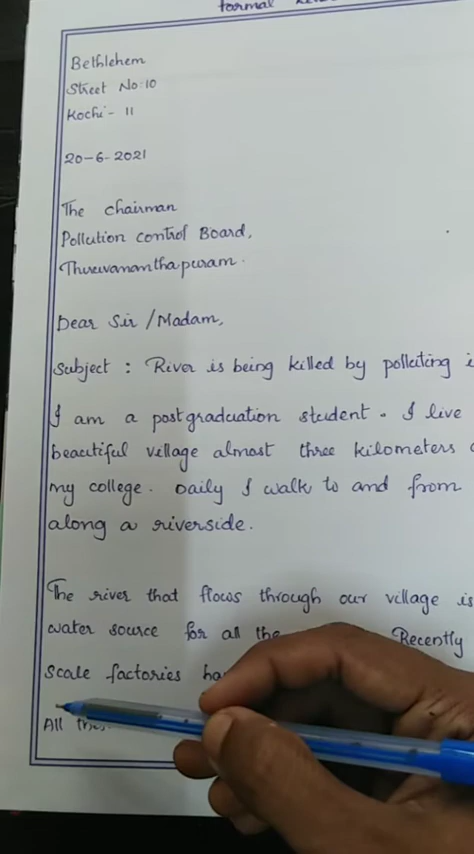 formal
Bethlehem
Street No:10
Kochi - 11
20-6-2021
The chairman
Pollution control Board,
Thiruvananthapuram.
Dear Sir /Madam,
Subject : River is being killed by polluting
I am a postgraduation student. I live
beautiful village almost three kilometers
my college. Daily I walk to and from
along a riverside.
The river that flows through our village is
water source for all the Recently
Scale factories
All